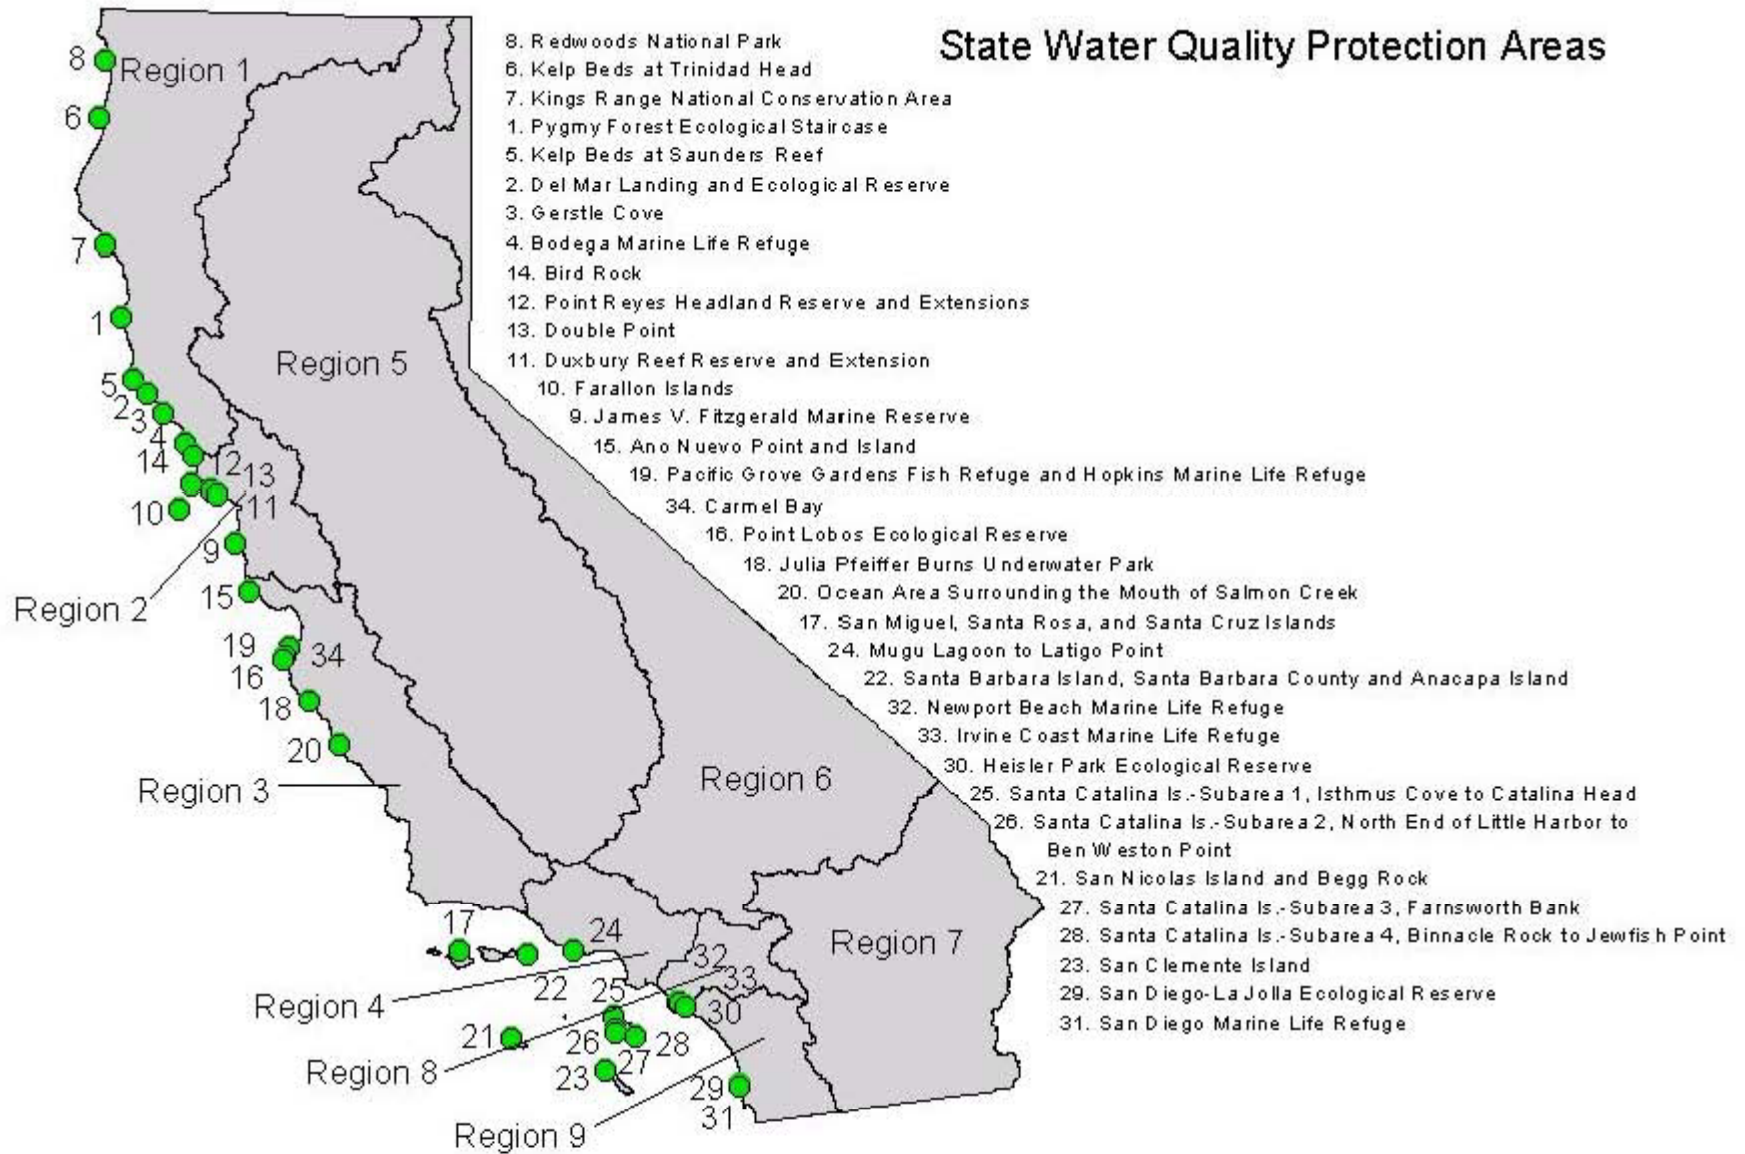 State Water Quality Protection Areas
8. Redwoods National Park
6. Kelp Beds at Trinidad Head
7. Kings Range National Conservation Area
1. Pygmy Forest Ecological Staircase
5. Kelp Beds at Saunders Reef
2. Del Mar Landing and Ecological Reserve
3. Gerstle Cove
4. Bodega Marine Life Refuge
14. Bird Rock
12. Point Reyes Headland Reserve and Extensions
13. Double Point
11. Duxbury Reef Reserve and Extension
10. Farallon Islands
9. James V. Fitzgerald Marine Reserve
15. Ano Nuevo Point and Island
19. Pacific Grove Gardens Fish Refuge and Hopkins Marine Life Refuge
34. Carmel Bay
16. Point Lobos Ecological Reserve
18. Julia Pfeiffer Burns Underwater Park
20. Ocean Area Surrounding the Mouth of Salmon Creek
17. San Miguel, Santa Rosa, and Santa Cruz Islands
24. Mugu Lagoon to Latigo Point
22. Santa Barbara Island, Santa Barbara County and Anacapa Island
32. Newport Beach Marine Life Refuge
33. Irvine Coast Marine Life Refuge
30. Heisler Park Ecological Reserve
25. Santa Catalina Is.-Subarea 1, Isthmus Cove to Catalina Head
26. Santa Catalina Is.-Subarea 2, North End of Little Harbor to
Ben Weston Point
21. San Nicolas Island and Begg Rock
27. Santa Catalina Is.-Subarea 3, Farnsworth Bank
28. Santa Catalina Is.-Subarea 4, Binnacle Rock to Jewfish Point
23. San Clemente Island
29. San Diego-La Jolla Ecological Reserve
31. San Diego Marine Life Refuge
8
Region 1
6
7
1
Region 5
5
2
3
4
14
12
13
10
11
9
Region 2
15
19
34
16
18
20
Region 3
Region 6
17
24
Region 7
32
33
22
25
Region 4
30
21
26
28
27
Region 8
23
29
31
Region 9